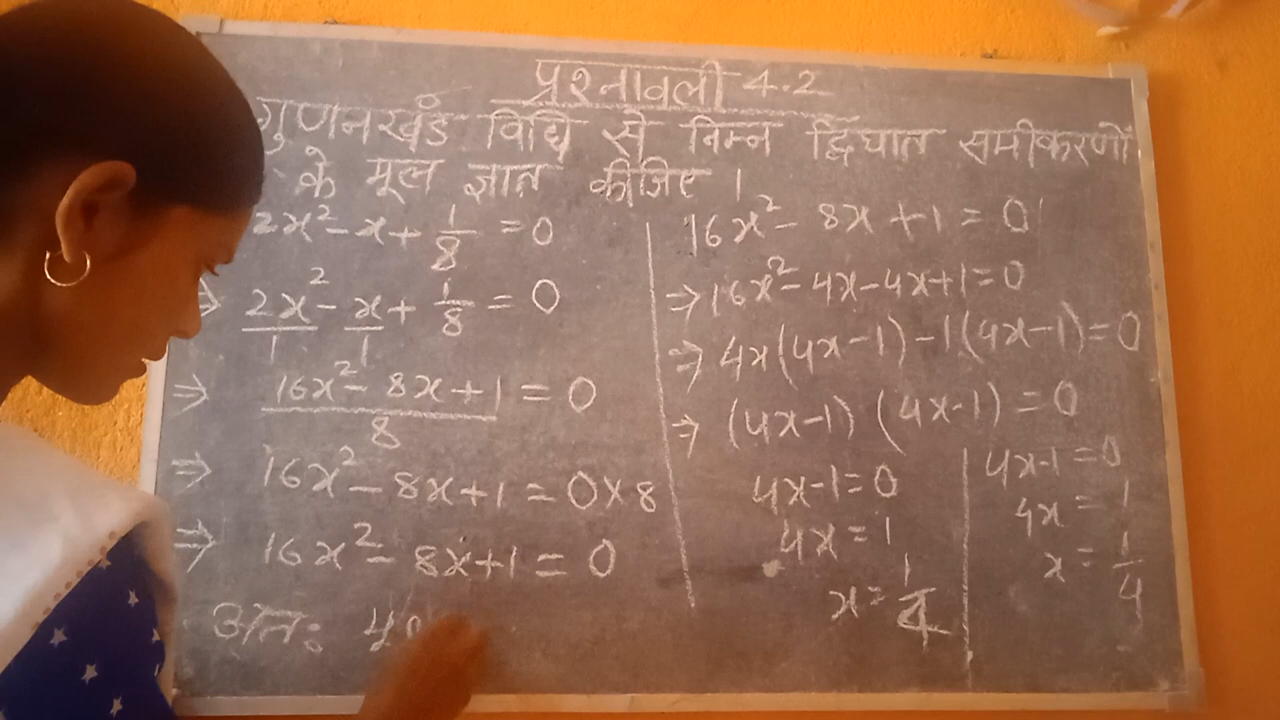 प्रश्नावली 4.2
गुणनखंड विधि से निम्न द्विघात समीकरणों
के मूल ज्ञात कीजिए ।
2x² - x + 1/8 = 0
⇒ 2x²/1 - x/1 + 1/8 = 0
⇒ (16x² - 8x + 1)/8 = 0
⇒ 16x² - 8x + 1 = 0 × 8
⇒ 16x² - 8x + 1 = 0
अतः
16x² - 8x + 1 = 0
⇒ 16x² - 4x - 4x + 1 = 0
⇒ 4x(4x - 1) - 1(4x - 1) = 0
⇒ (4x - 1) (4x - 1) = 0
4x - 1 = 0
4x = 1
x = 1/4
4x - 1 = 0
4x = 1
x = 1/4